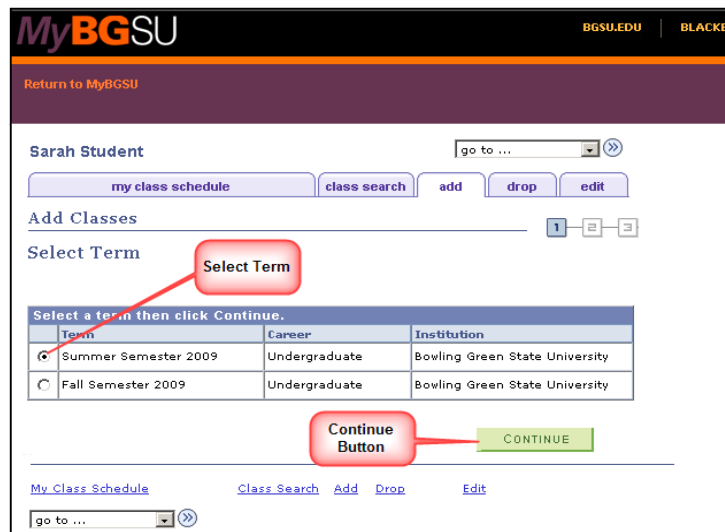 MyBGSU
BGSU.EDU
Return to MyBGSU
Sarah Student
go to ...
my class schedule class search add drop edit
Add Classes
1 2 3
Select Term
Select Term
Select a term then click Continue.
Term Career Institution
Summer Semester 2009 Undergraduate Bowling Green State University
Fall Semester 2009 Undergraduate Bowling Green State University
Continue
Button
CONTINUE
My Class Schedule Class Search Add Drop Edit
go to ...